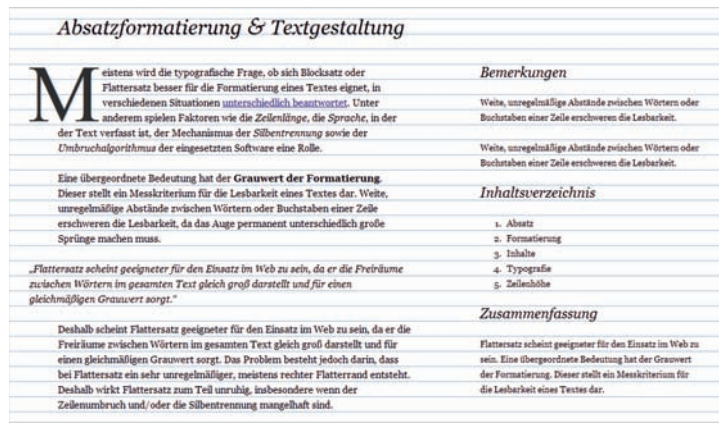 Absatzformatierung & Textgestaltung
Meistens wird die typografische Frage, ob sich Blocksatz oder
Flattersatz besser für die Formatierung eines Textes eignet, in
verschiedenen Situationen unterschiedlich beantwortet. Unter
anderem spielen Faktoren wie die Zeilenlänge, die Sprache, in der
der Text verfasst ist, der Mechanismus der Silbentrennung sowie der
Umbruchalgorithmus der eingesetzten Software eine Rolle.
Eine übergeordnete Bedeutung hat der Grauwert der Formatierung.
Dieser stellt ein Messkriterium für die Lesbarkeit eines Textes dar. Weite,
unregelmäßige Abstände zwischen Wörtern oder Buchstaben einer Zeile
erschweren die Lesbarkeit, da das Auge permanent unterschiedlich große
Sprünge machen muss.
„Flattersatz scheint geeigneter für den Einsatz im Web zu sein, da er die Freiräume
zwischen Wörtern im gesamten Text gleich groß darstellt und für einen
gleichmäßigen Grauwert sorgt.“
Deshalb scheint Flattersatz geeigneter für den Einsatz im Web zu sein, da er die
Freiräume zwischen Wörtern im gesamten Text gleich groß darstellt und für
einen gleichmäßigen Grauwert sorgt. Das Problem besteht jedoch darin, dass
bei Flattersatz ein sehr unregelmäßiger, meistens rechter Flatterrand entsteht.
Deshalb wirkt Flattersatz zum Teil unruhig, insbesondere wenn der
Zeilenumbruch und/oder die Silbentrennung mangelhaft sind.
Bemerkungen
Weite, unregelmäßige Abstände zwischen Wörtern oder
Buchstaben einer Zeile erschweren die Lesbarkeit.
Weite, unregelmäßige Abstände zwischen Wörtern oder
Buchstaben einer Zeile erschweren die Lesbarkeit.
Inhaltsverzeichnis
1. Absatz
2. Formatierung
3. Inhalte
4. Typografie
5. Zeilenhöhe
Zusammenfassung
Flattersatz scheint geeigneter für den Einsatz im Web zu
sein. Eine übergeordnete Bedeutung hat der Grauwert
der Formatierung. Dieser stellt ein Messkriterium für
die Lesbarkeit eines Textes dar.